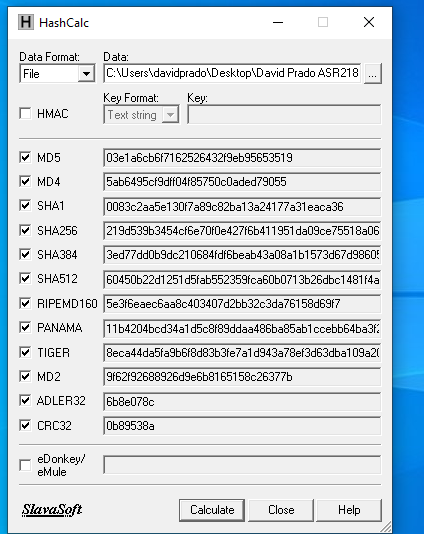 HashCalc
Data Format: Data:
File C:\Users\davidprado\Desktop\David Prado ASR218 ...
Key Format: Key:
HMAC Text string
MD5 03e1a6cb6f7162526432f9eb95653519
MD4 5ab6495cf9dff04f85750c0aded79055
SHA1 0083c2aa5e130f7a89c82ba13a24177a31eaca36
SHA256 219d539b3454cf6e70f0e427f6b411951da09ce75518a06
SHA384 3ed77dd0b9dc210684fdf6beab43a08a1b1573d67d98605
SHA512 60450b22d1251d5fab552359fca60b0713b26dbc1481f4a
RIPEMD160 5e3f6eaec6aa8c403407d2bb32c3da76158d69f7
PANAMA 11b4204bcd34a1d5c8f89ddaa486ba85ab1ccebb64ba3f2
TIGER 8eca44da5fa9b6f8d83b3fe7a1d943a78ef3d63dba109a20
MD2 9f62f92688926d9e6b8165158c26377b
ADLER32 6b8e078c
CRC32 0b89538a
eDonkey/
eMule
SlavaSoft Calculate Close Help